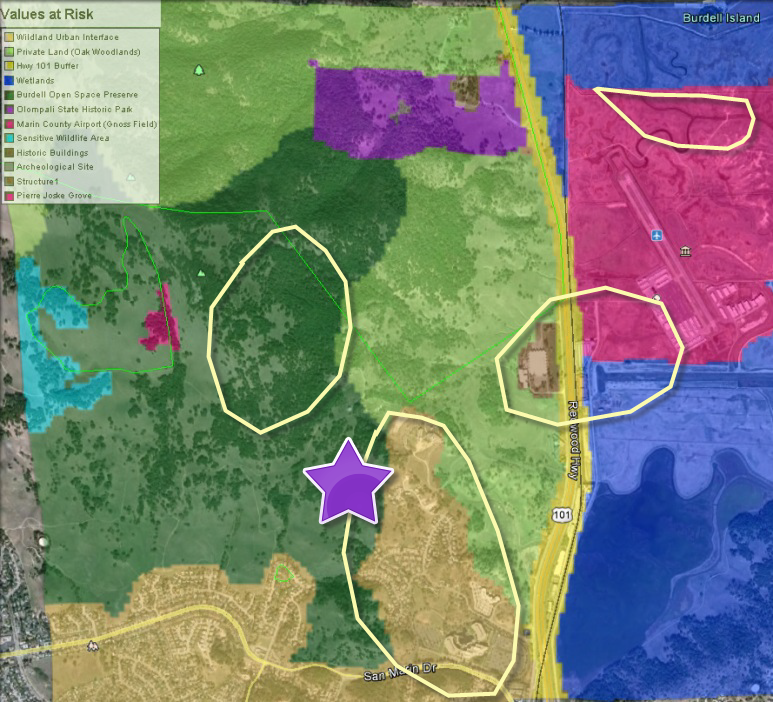 Values at Risk
Wildland Urban Interface
Private Land (Oak Woodlands)
Hwy 101 Buffer
Wetlands
Burdell Open Space Preserve
Olompali State Historic Park
Marin County Airport (Gnoss Field)
Sensitive Wildlife Area
Historic Buildings
Archeological Site
Structure1
Pierre Joske Grove
Burdell Island
Redwood Hwy
101
San Marin Dr